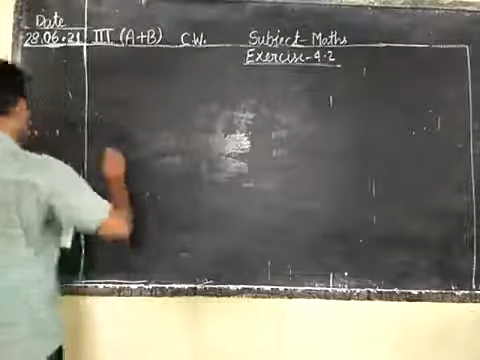 Date
28.06.21 III (A+B) C.W. Subject Maths
Exercise-4.2